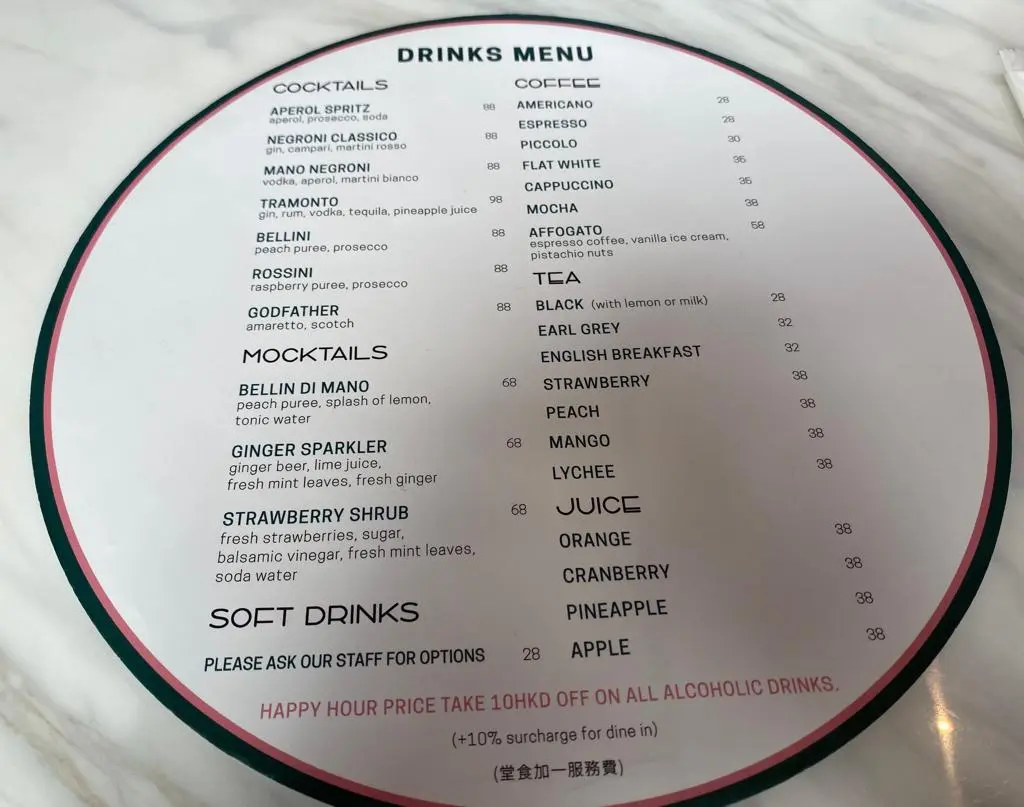 DRINKS MENU
COCKTAILS
APEROL SPRITZ 88
aperol, prosecco, soda
NEGRONI CLASSICO 88
gin, campari, martini rosso
MANO NEGRONI 88
vodka, aperol, martini bianco
TRAMONTO 98
gin, rum, vodka, tequila, pineapple juice
BELLINI 88
peach puree, prosecco
ROSSINI 88
raspberry puree, prosecco
GODFATHER 88
amaretto, scotch
MOCKTAILS
BELLIN DI MANO 68
peach puree, splash of lemon,
tonic water
GINGER SPARKLER 68
ginger beer, lime juice,
fresh mint leaves, fresh ginger
STRAWBERRY SHRUB 68
fresh strawberries, sugar,
balsamic vinegar, fresh mint leaves,
soda water
SOFT DRINKS
PLEASE ASK OUR STAFF FOR OPTIONS 28
COFFEE
AMERICANO 28
ESPRESSO 28
PICCOLO 30
FLAT WHITE 36
CAPPUCCINO 36
MOCHA 38
AFFOGATO 58
espresso coffee, vanilla ice cream,
pistachio nuts
TEA
BLACK (with lemon or milk) 28
EARL GREY 32
ENGLISH BREAKFAST 32
STRAWBERRY 38
PEACH 38
MANGO 38
LYCHEE 38
JUICE
ORANGE 38
CRANBERRY 38
PINEAPPLE 38
APPLE 38
HAPPY HOUR PRICE TAKE 10HKD OFF ON ALL ALCOHOLIC DRINKS.
(+10% surcharge for dine in)
(堂食加一服務費)